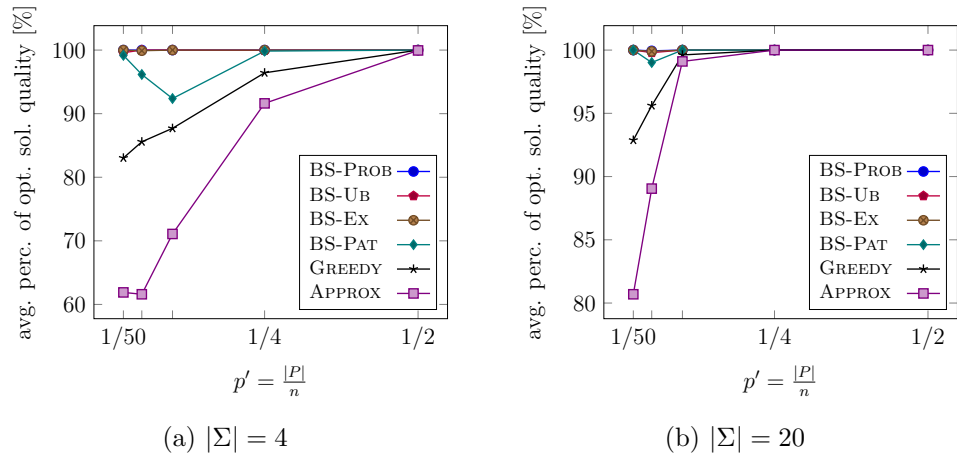 avg. perc. of opt. sol. quality [%]
100
90
80
70
60
BS-PROB
BS-UB
BS-EX
BS-PAT
GREEDY
APPROX
1/50
1/4
1/2
p′ = |P|/n
(a) |Σ| = 4
avg. perc. of opt. sol. quality [%]
100
95
90
85
80
BS-PROB
BS-UB
BS-EX
BS-PAT
GREEDY
APPROX
1/50
1/4
1/2
p′ = |P|/n
(b) |Σ| = 20